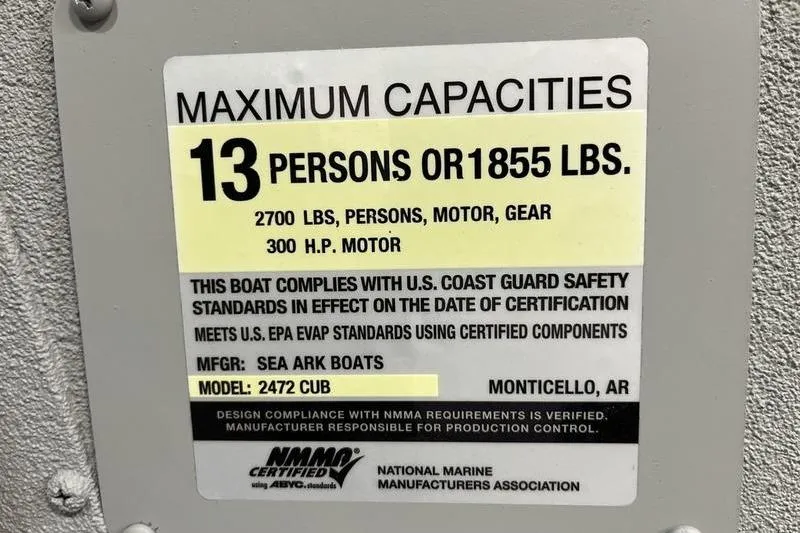 MAXIMUM CAPACITIES
13 PERSONS OR 1855 LBS.
2700 LBS, PERSONS, MOTOR, GEAR
300 H.P. MOTOR
THIS BOAT COMPLIES WITH U.S. COAST GUARD SAFETY
STANDARDS IN EFFECT ON THE DATE OF CERTIFICATION
MEETS U.S. EPA EVAP STANDARDS USING CERTIFIED COMPONENTS
MFGR: SEA ARK BOATS
MODEL: 2472 CUB MONTICELLO, AR
DESIGN COMPLIANCE WITH NMMA REQUIREMENTS IS VERIFIED.
MANUFACTURER RESPONSIBLE FOR PRODUCTION CONTROL.
NMMA®
CERTIFIED
using ABYC. standards
NATIONAL MARINE
MANUFACTURERS ASSOCIATION